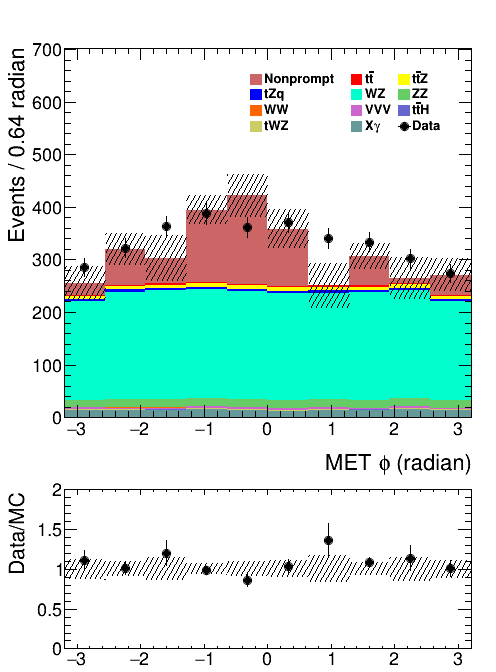 700
600
500
400
300
200
100
0
Events / 0.64 radian
Nonprompt tt̄ tt̄Z
tZq WZ ZZ
WW VVV tt̄H
tWZ Xγ Data
−3 −2 −1 0 1 2 3
MET ϕ (radian)
2
1.5
1
0.5
0
Data/MC
−3 −2 −1 0 1 2 3